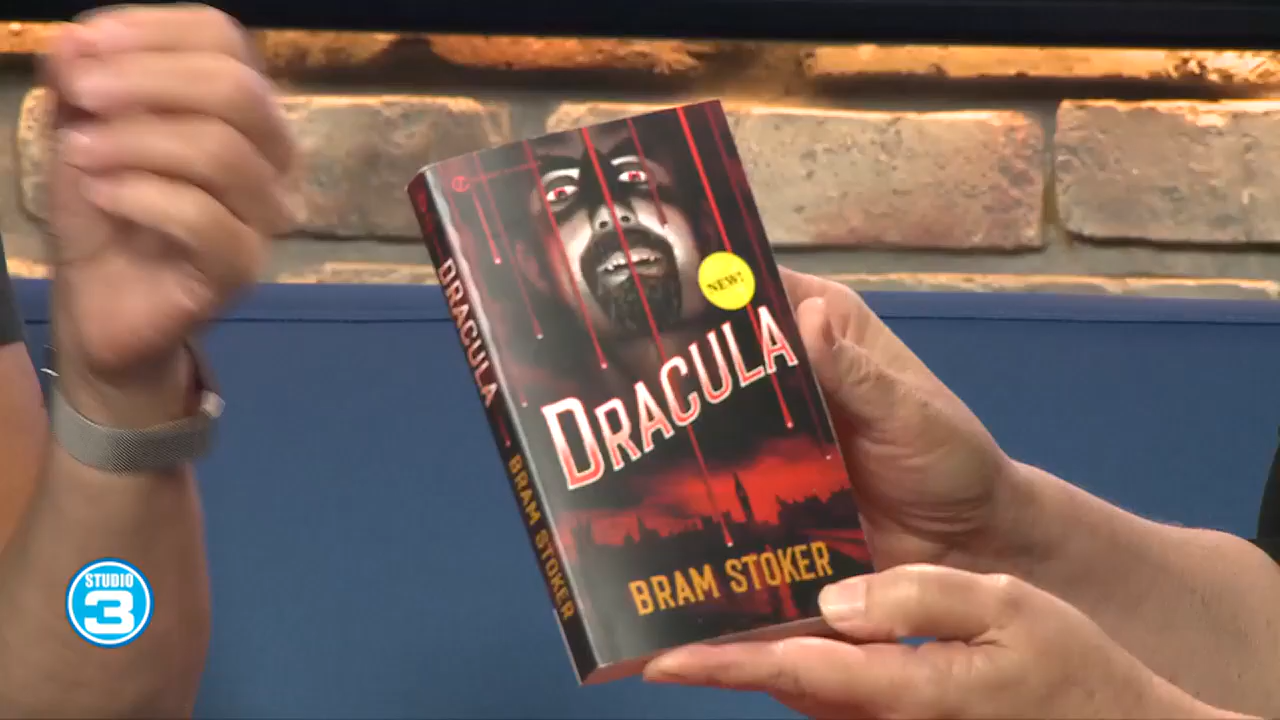 NEW!
DRACULA
BRAM STOKER
DRACULA
BRAM STOKER
STUDIO
3